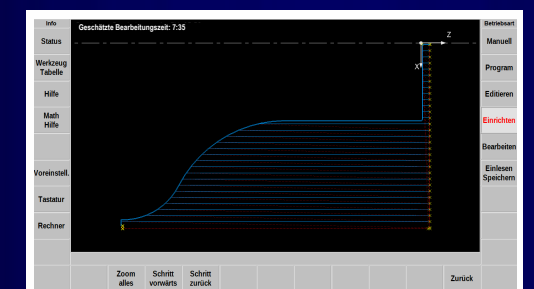 Info
Geschätzte Bearbeitungszeit: 7:35
Betriebsart
Status
Z
Manuell
X
Werkzeug
Tabelle
Program
Hilfe
Editieren
Math
Hilfe
Einrichten
Bearbeiten
Voreinstell.
Einlesen
Speichern
Tastatur
Rechner
Zoom
alles
Schritt
vorwärts
Schritt
zurück
Zurück